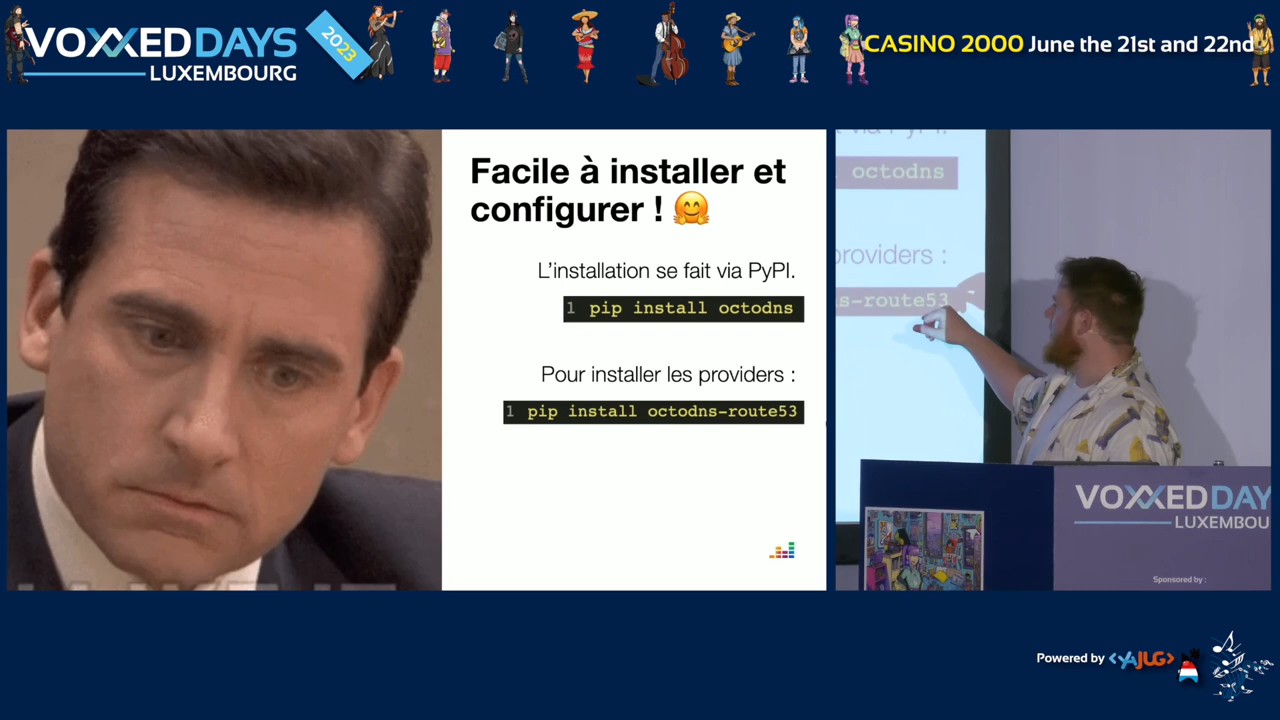 VOXXED DAYS
LUXEMBOURG
2023
CASINO 2000 June the 21st and 22nd
Facile à installer et
configurer ! 🤗
L'installation se fait via PyPI.
1 pip install octodns
Pour installer les providers :
1 pip install octodns-route53
octodns
providers :
s-route53
VOXXED DAY
LUXEMBOU
Sponsored by :
Powered by <YAJUG>